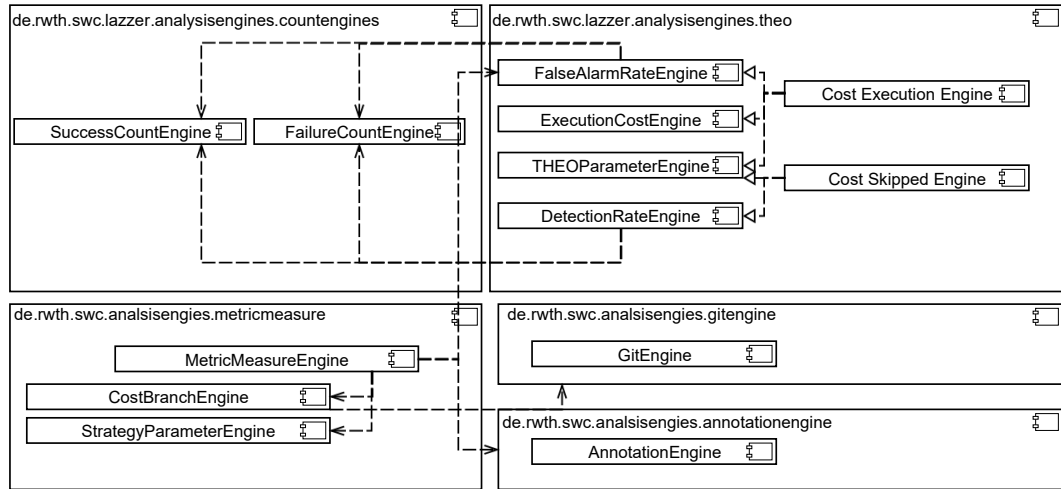 de.rwth.swc.lazzer.analysisengines.countengines
SuccessCountEngine
FailureCountEngine
de.rwth.swc.lazzer.analysisengines.theo
FalseAlarmRateEngine
ExecutionCostEngine
THEOParameterEngine
DetectionRateEngine
Cost Execution Engine
Cost Skipped Engine
de.rwth.swc.analsisengies.metricmeasure
MetricMeasureEngine
CostBranchEngine
StrategyParameterEngine
de.rwth.swc.analsisengies.gitengine
GitEngine
de.rwth.swc.analsisengies.annotationengine
AnnotationEngine